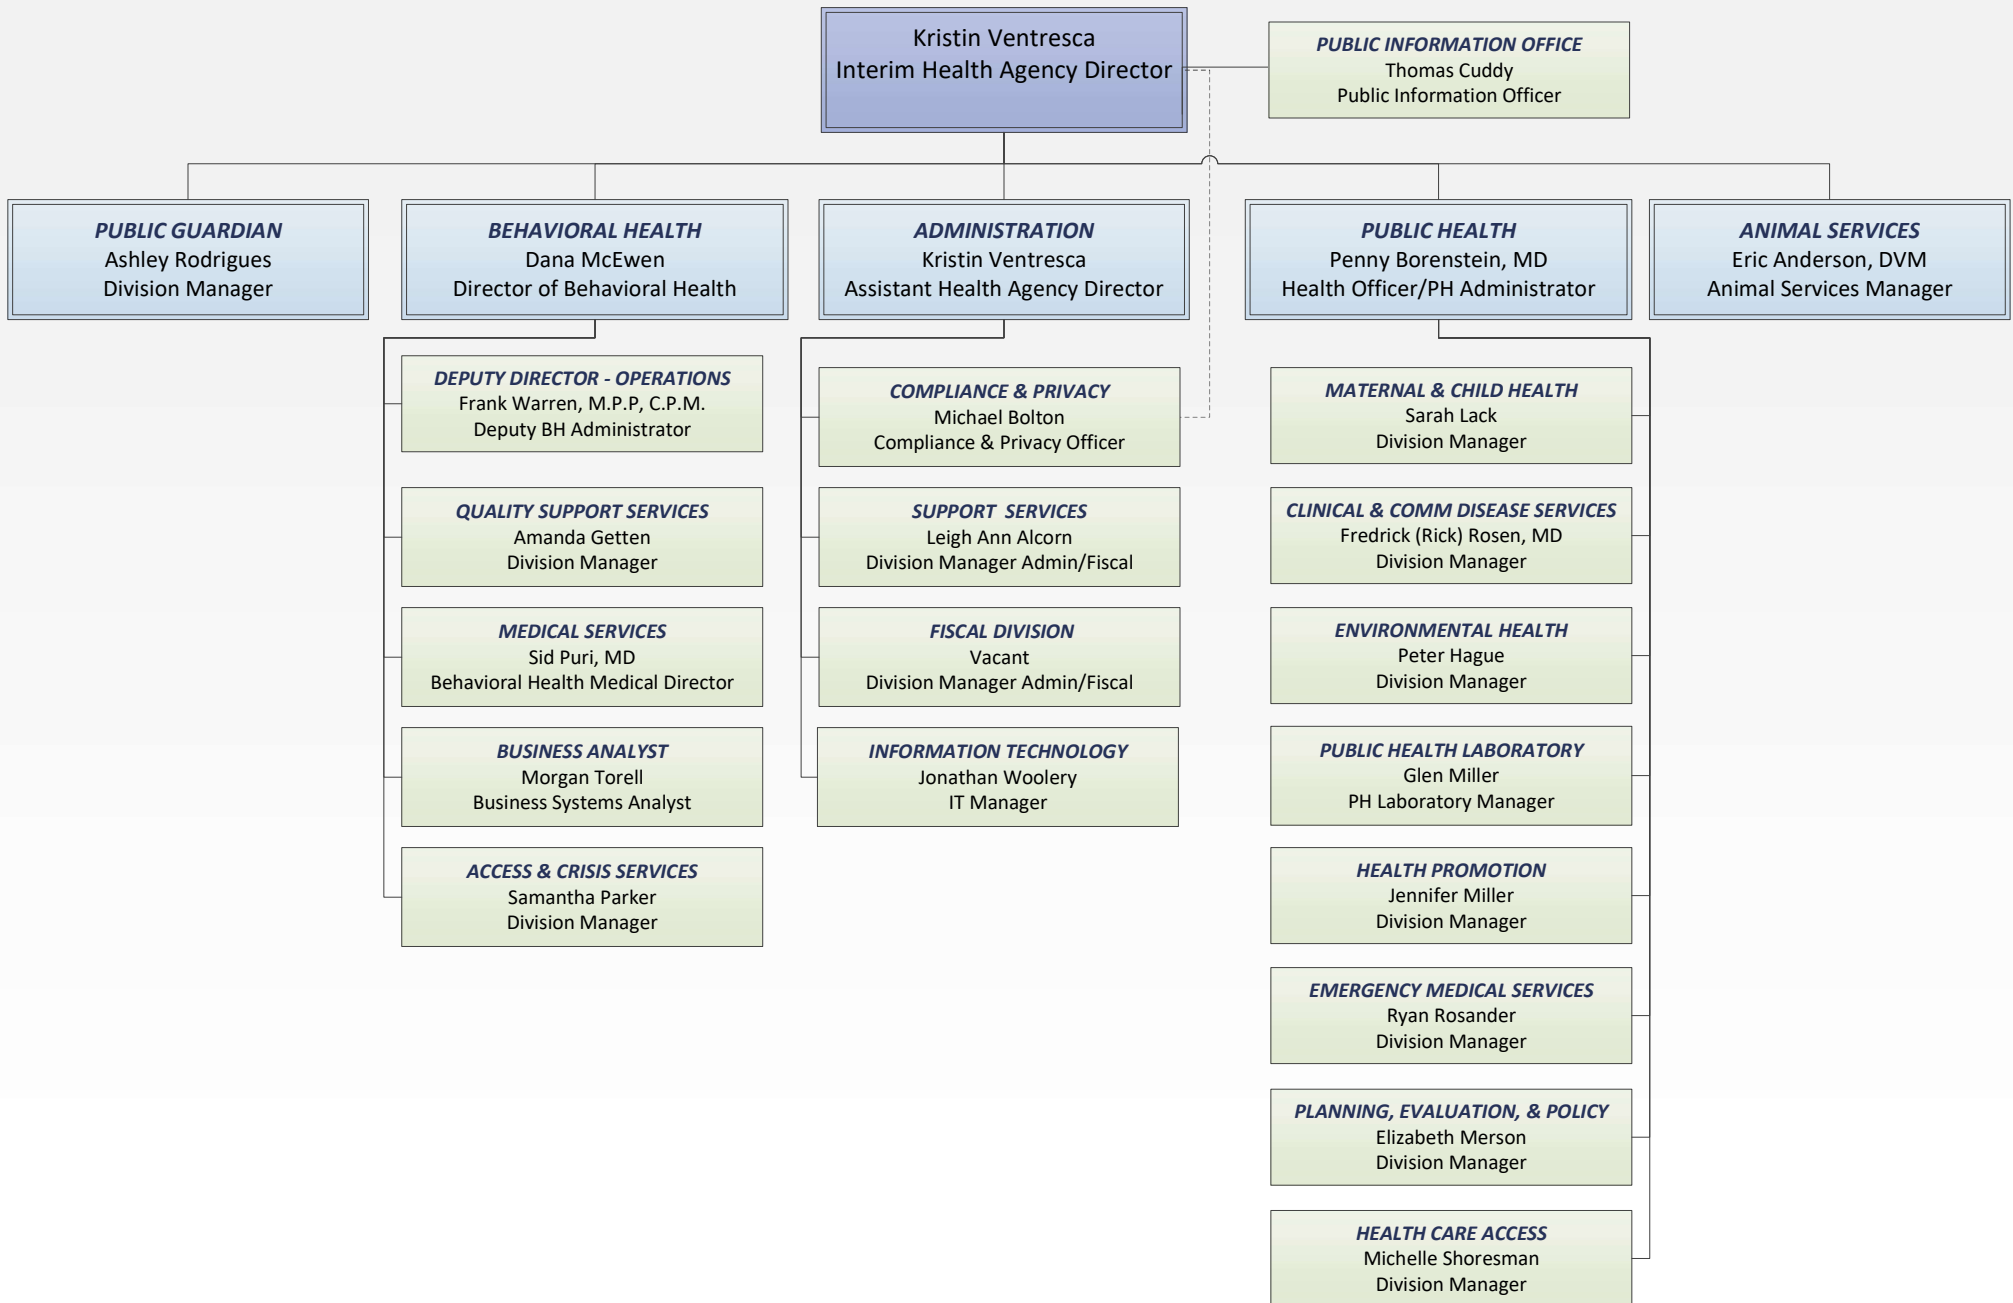 Kristin Ventresca
Interim Health Agency Director
PUBLIC INFORMATION OFFICE
Thomas Cuddy
Public Information Officer
PUBLIC GUARDIAN
Ashley Rodrigues
Division Manager
BEHAVIORAL HEALTH
Dana McEwen
Director of Behavioral Health
ADMINISTRATION
Kristin Ventresca
Assistant Health Agency Director
PUBLIC HEALTH
Penny Borenstein, MD
Health Officer/PH Administrator
ANIMAL SERVICES
Eric Anderson, DVM
Animal Services Manager
DEPUTY DIRECTOR - OPERATIONS
Frank Warren, M.P.P, C.P.M.
Deputy BH Administrator
QUALITY SUPPORT SERVICES
Amanda Getten
Division Manager
MEDICAL SERVICES
Sid Puri, MD
Behavioral Health Medical Director
BUSINESS ANALYST
Morgan Torell
Business Systems Analyst
ACCESS & CRISIS SERVICES
Samantha Parker
Division Manager
COMPLIANCE & PRIVACY
Michael Bolton
Compliance & Privacy Officer
SUPPORT SERVICES
Leigh Ann Alcorn
Division Manager Admin/Fiscal
FISCAL DIVISION
Vacant
Division Manager Admin/Fiscal
INFORMATION TECHNOLOGY
Jonathan Woolery
IT Manager
MATERNAL & CHILD HEALTH
Sarah Lack
Division Manager
CLINICAL & COMM DISEASE SERVICES
Fredrick (Rick) Rosen, MD
Division Manager
ENVIRONMENTAL HEALTH
Peter Hague
Division Manager
PUBLIC HEALTH LABORATORY
Glen Miller
PH Laboratory Manager
HEALTH PROMOTION
Jennifer Miller
Division Manager
EMERGENCY MEDICAL SERVICES
Ryan Rosander
Division Manager
PLANNING, EVALUATION, & POLICY
Elizabeth Merson
Division Manager
HEALTH CARE ACCESS
Michelle Shoresman
Division Manager